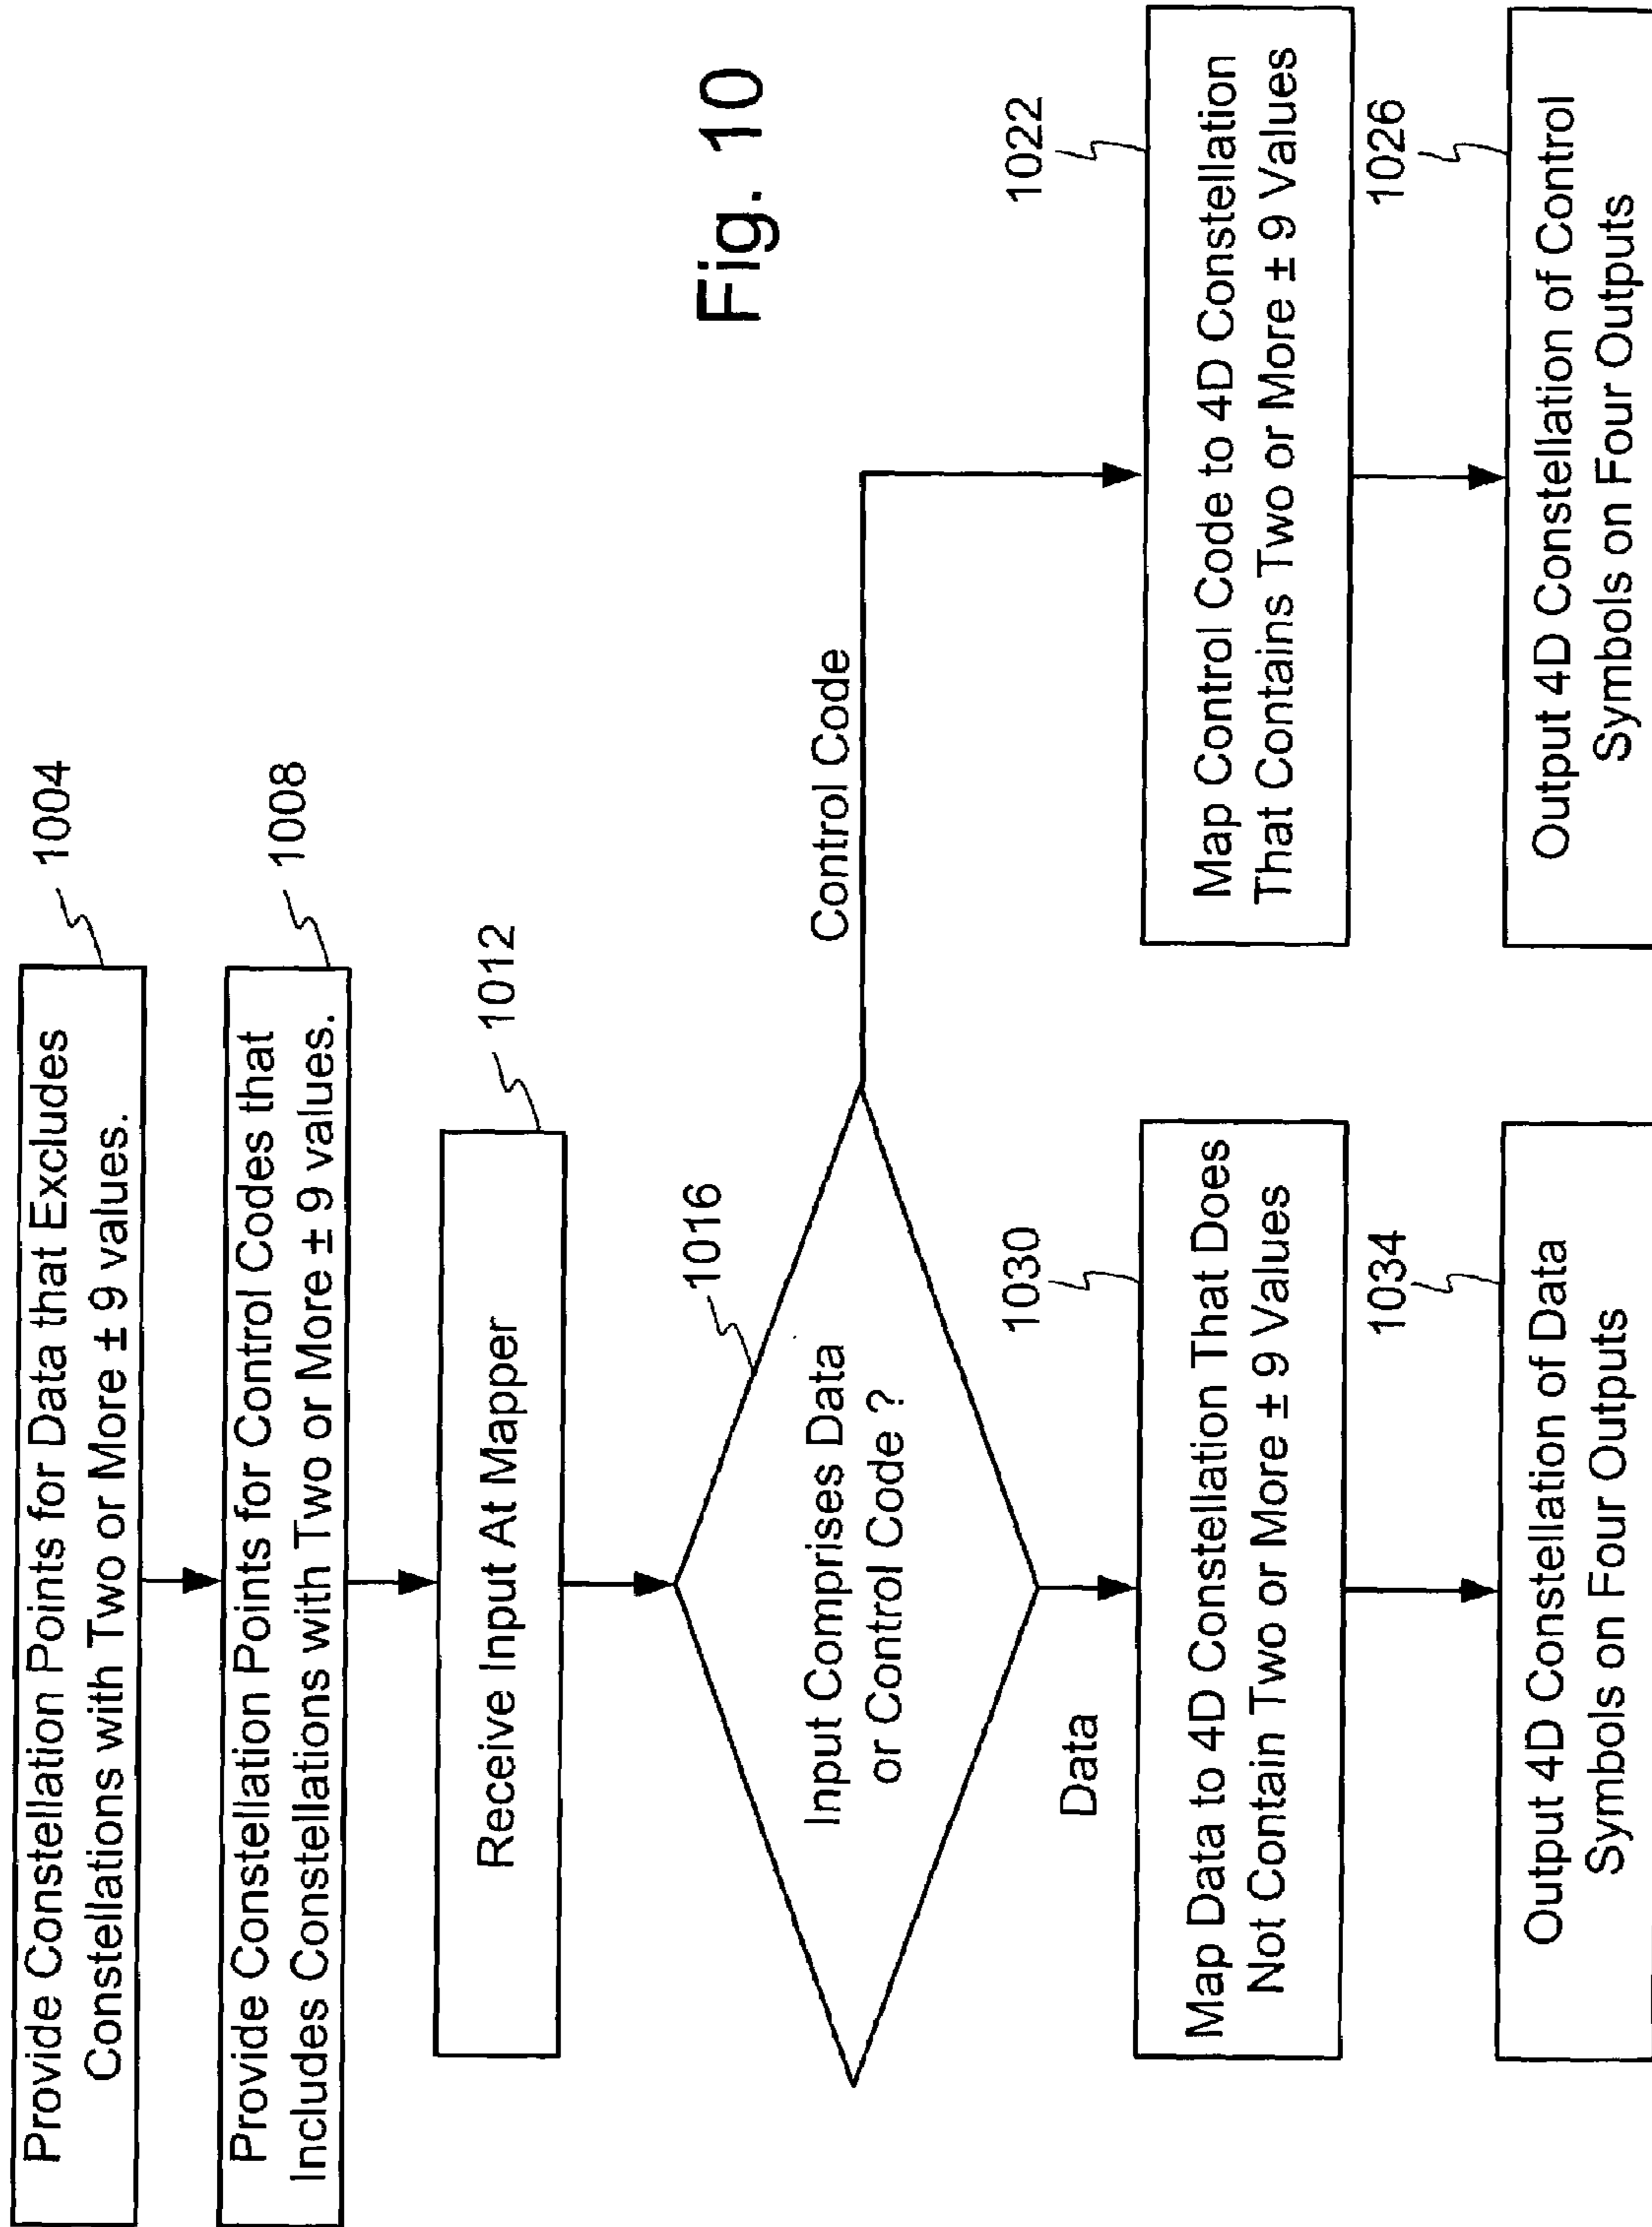 Provide Constellation Points for Data that Excludes
Constellations with Two or More ± 9 values.
1004
Provide Constellation Points for Control Codes that
Includes Constellations with Two or More ± 9 values.
1008
Receive Input At Mapper
1012
Input Comprises Data
or Control Code ?
1016
Control Code
Data
Fig. 10
Map Data to 4D Constellation That Does
Not Contain Two or More ± 9 Values
1030
Map Control Code to 4D Constellation
That Contains Two or More ± 9 Values
1022
Output 4D Constellation of Data
Symbols on Four Outputs
1034
Output 4D Constellation of Control
Symbols on Four Outputs
1026